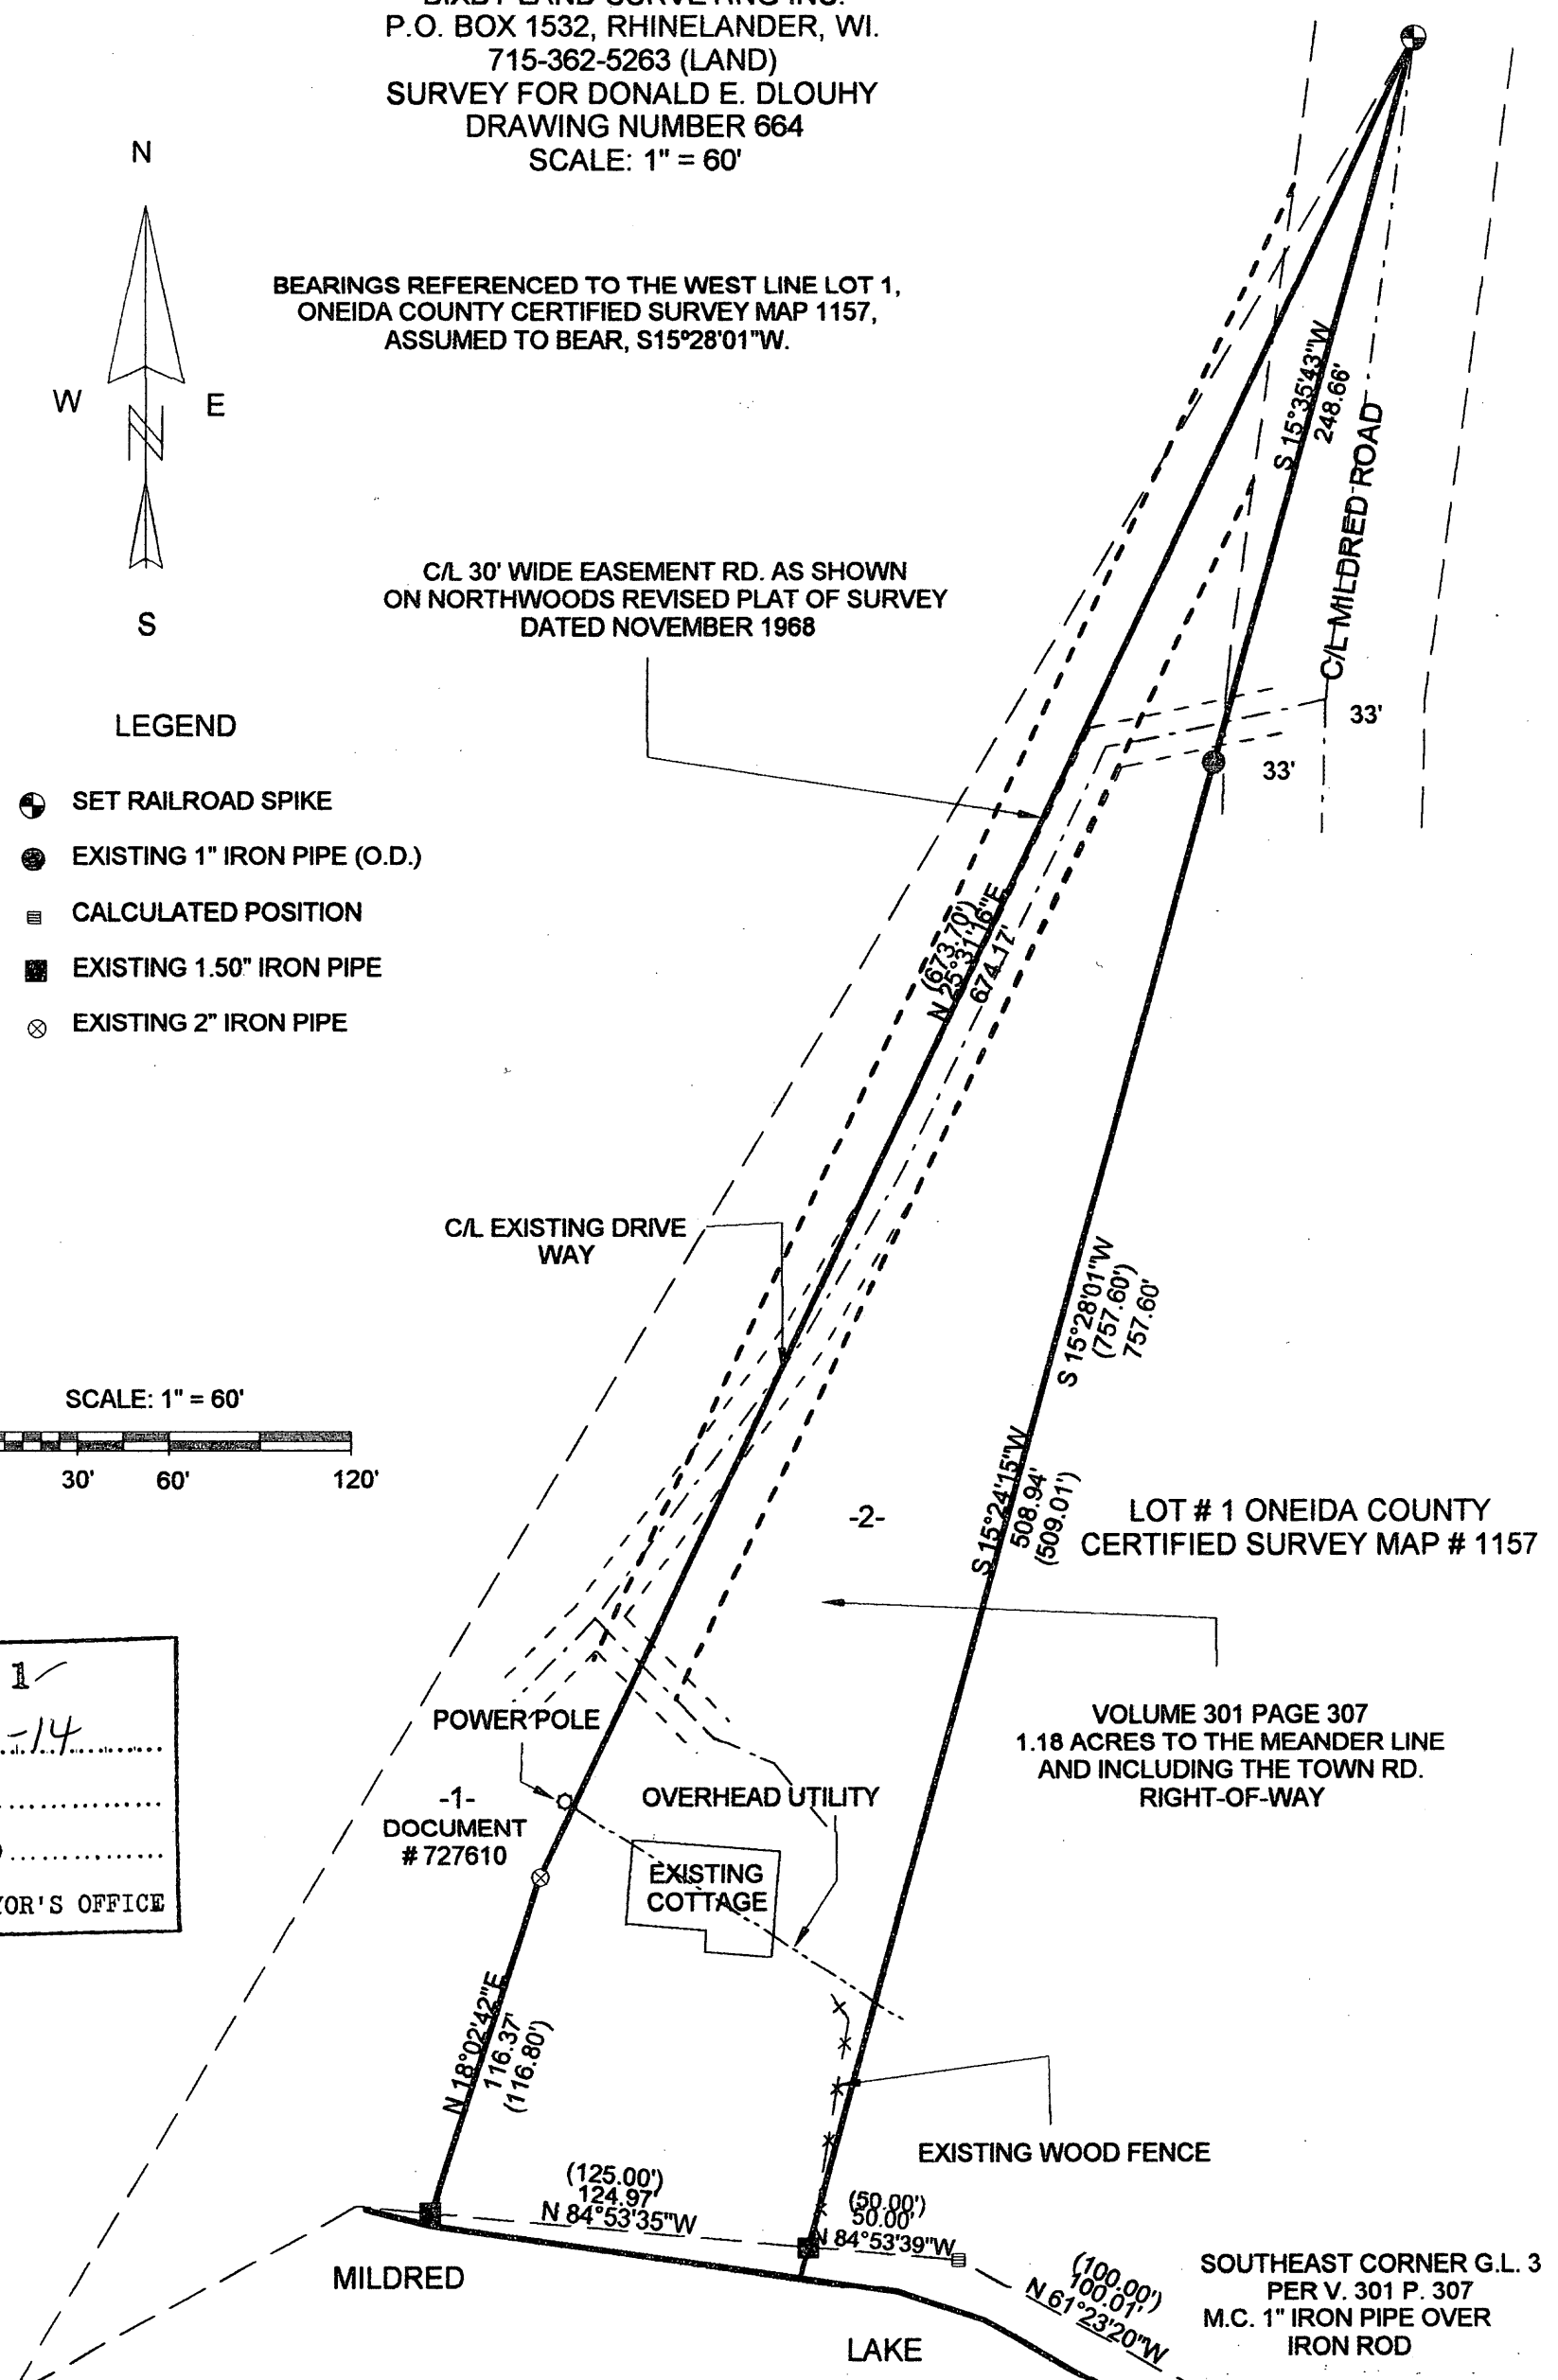 BIXBY LAND SURVEYING INC.
P.O. BOX 1532, RHINELANDER, WI.
715-362-5263 (LAND)
SURVEY FOR DONALD E. DLOUHY
DRAWING NUMBER 664
SCALE: 1" = 60'
N
W
E
S
BEARINGS REFERENCED TO THE WEST LINE LOT 1,
ONEIDA COUNTY CERTIFIED SURVEY MAP 1157,
ASSUMED TO BEAR, S15°28'01"W.
S 15°35'43"W
248.66'
C/L MILDRED ROAD
C/L 30' WIDE EASEMENT RD. AS SHOWN
ON NORTHWOODS REVISED PLAT OF SURVEY
DATED NOVEMBER 1968
33'
33'
LEGEND
SET RAILROAD SPIKE
EXISTING 1" IRON PIPE (O.D.)
CALCULATED POSITION
EXISTING 1.50" IRON PIPE
EXISTING 2" IRON PIPE
(673.70')
N 25°31'16"E
674.17'
C/L EXISTING DRIVE
WAY
S 15°28'01"W
(757.60')
757.60'
SCALE: 1" = 60'
30'
60'
120'
S 15°24'15"W
508.94'
(509.01')
-2-
LOT # 1 ONEIDA COUNTY
CERTIFIED SURVEY MAP # 1157
1
-14
YOR'S OFFICE
POWER POLE
VOLUME 301 PAGE 307
1.18 ACRES TO THE MEANDER LINE
AND INCLUDING THE TOWN RD.
RIGHT-OF-WAY
-1-
DOCUMENT
# 727610
OVERHEAD UTILITY
EXISTING
COTTAGE
N 18°02'42"E
116.37'
(116.80')
EXISTING WOOD FENCE
(125.00')
124.97'
N 84°53'35"W
(50.00')
50.00'
N 84°53'39"W
MILDRED
LAKE
(100.00')
100.01'
N 61°23'20"W
SOUTHEAST CORNER G.L. 3
PER V. 301 P. 307
M.C. 1" IRON PIPE OVER
IRON ROD